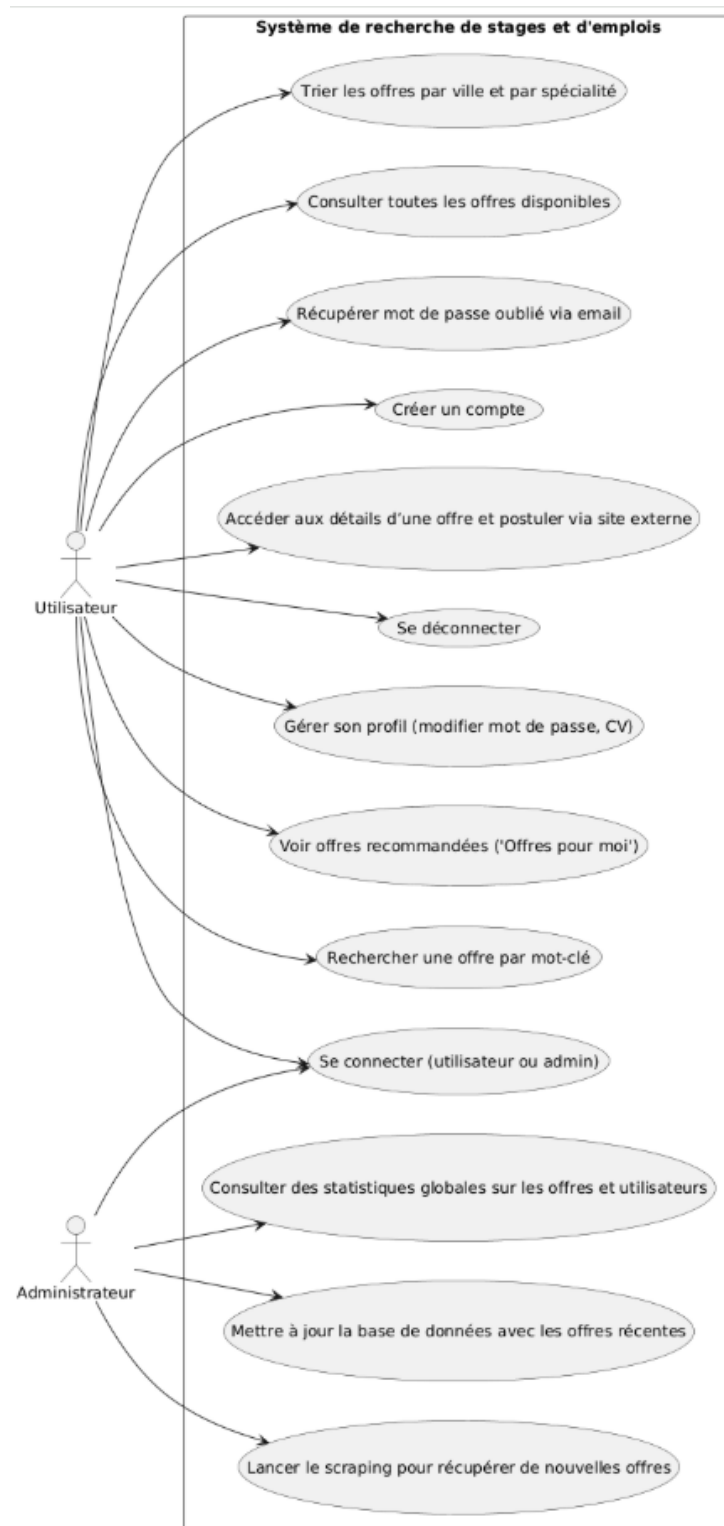 Système de recherche de stages et d'emplois
Trier les offres par ville et par spécialité
Consulter toutes les offres disponibles
Récupérer mot de passe oublié via email
Créer un compte
Accéder aux détails d’une offre et postuler via site externe
Utilisateur
Se déconnecter
Gérer son profil (modifier mot de passe, CV)
Voir offres recommandées ('Offres pour moi')
Rechercher une offre par mot-clé
Se connecter (utilisateur ou admin)
Consulter des statistiques globales sur les offres et utilisateurs
Administrateur
Mettre à jour la base de données avec les offres récentes
Lancer le scraping pour récupérer de nouvelles offres